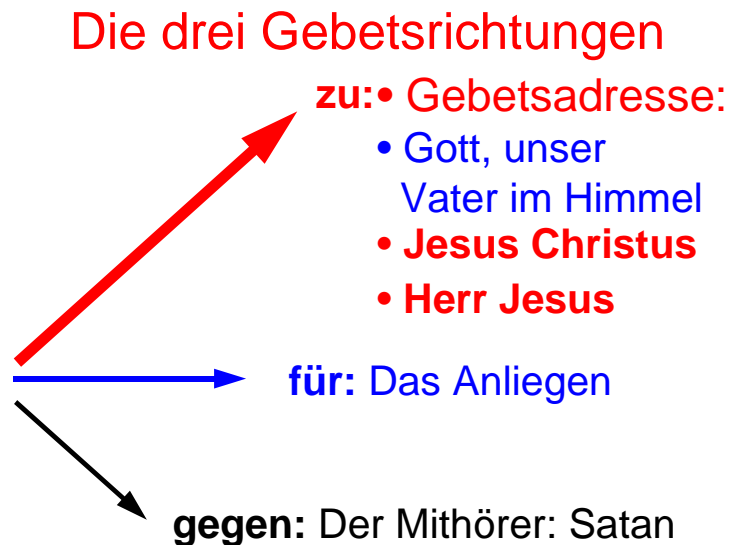 Die drei Gebetsrichtungen
zu:• Gebetsadresse:
• Gott, unser
Vater im Himmel
• Jesus Christus
• Herr Jesus
für: Das Anliegen
gegen: Der Mithörer: Satan